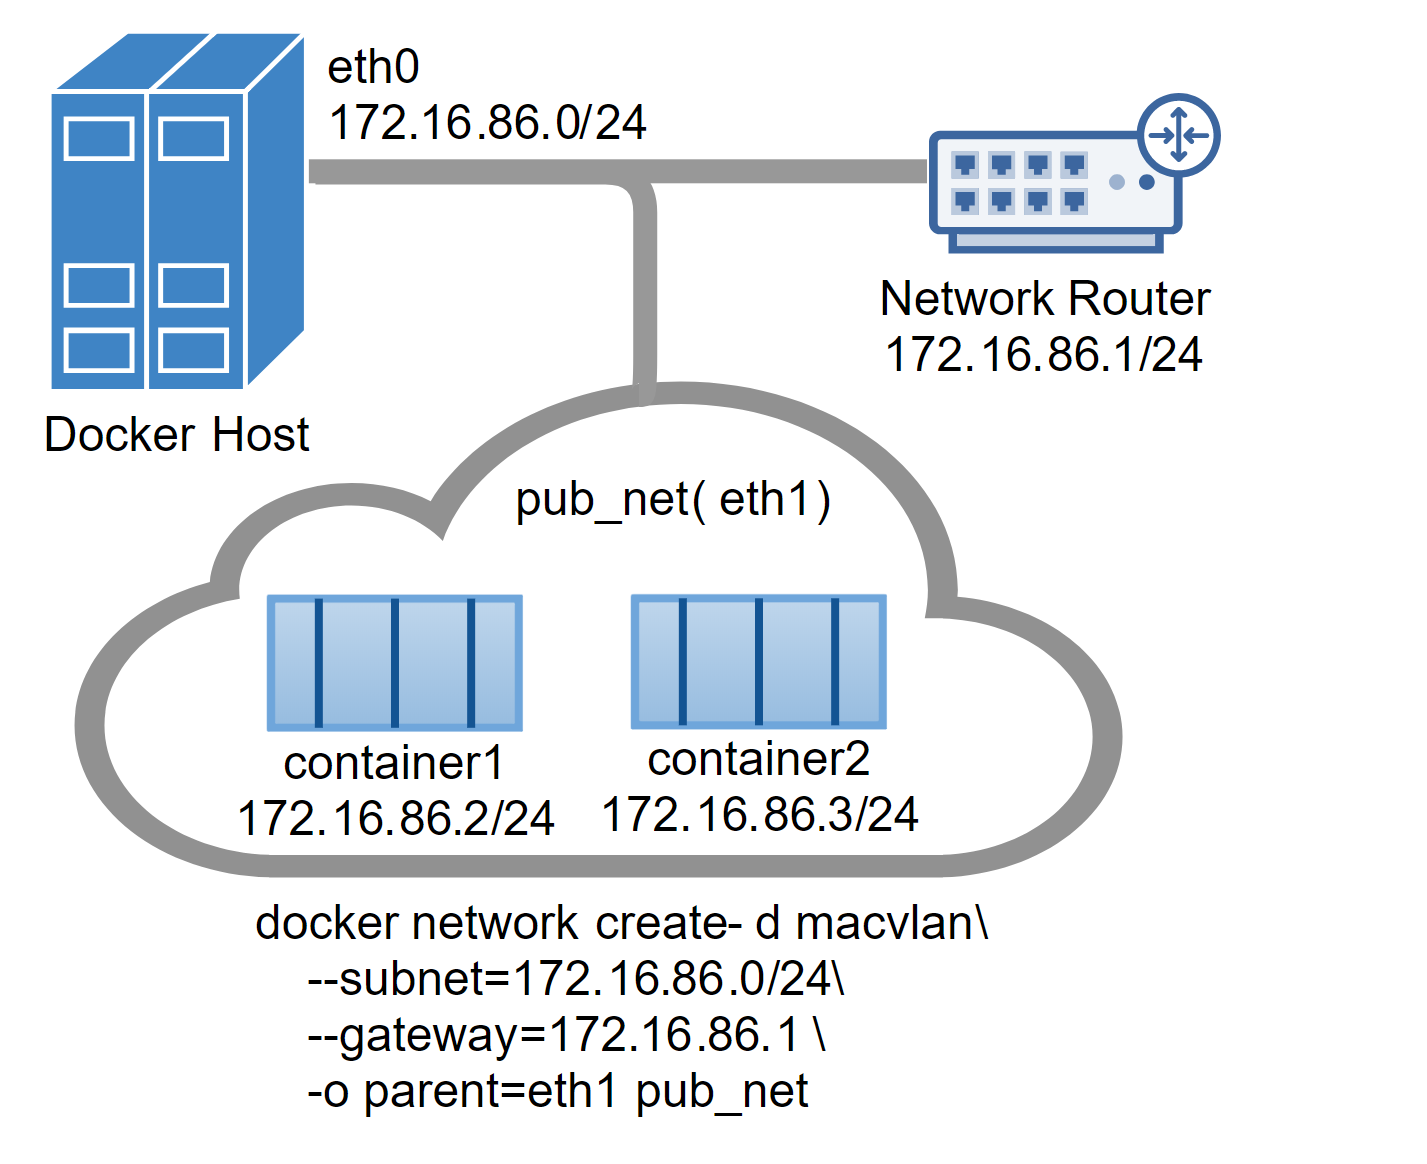 eth0
172.16.86.0/24
Network Router
172.16.86.1/24
Docker Host
pub_net( eth1)
container1
172.16.86.2/24
container2
172.16.86.3/24
docker network create- d macvlan\
--subnet=172.16.86.0/24\
--gateway=172.16.86.1 \
-o parent=eth1 pub_net